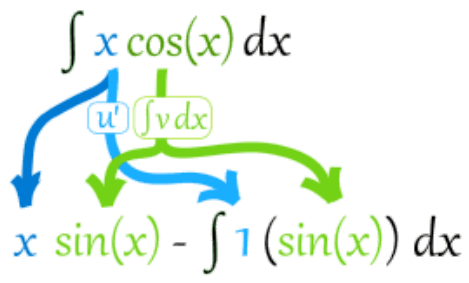 ∫ x cos(x) dx
u' ∫v dx
x sin(x) - ∫ 1 (sin(x)) dx